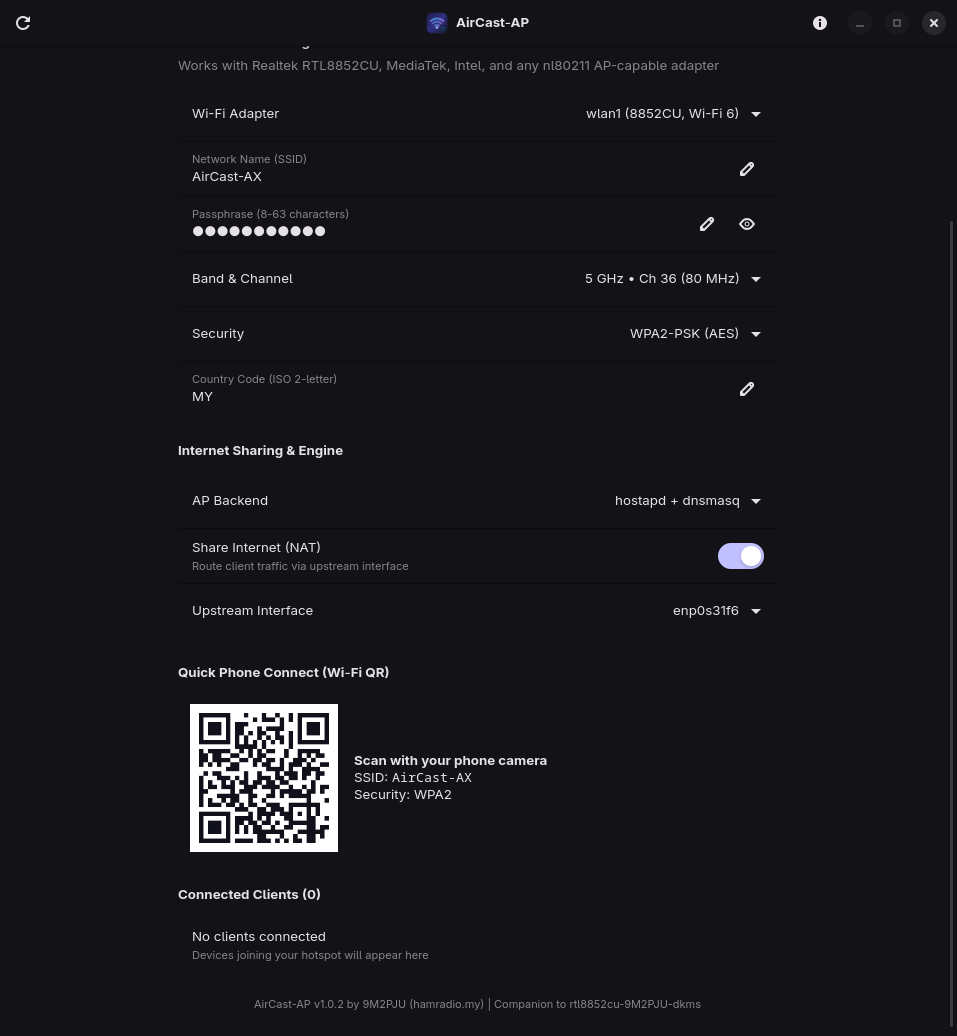 AirCast-AP
Works with Realtek RTL8852CU, MediaTek, Intel, and any nl80211 AP-capable adapter
Wi-Fi Adapter
wlan1 (8852CU, Wi-Fi 6)
Network Name (SSID)
AirCast-AX
Passphrase (8-63 characters)
●●●●●●●●●●●
Band & Channel
5 GHz • Ch 36 (80 MHz)
Security
WPA2-PSK (AES)
Country Code (ISO 2-letter)
MY
Internet Sharing & Engine
AP Backend
hostapd + dnsmasq
Share Internet (NAT)
Route client traffic via upstream interface
Upstream Interface
enp0s31f6
Quick Phone Connect (Wi-Fi QR)
Scan with your phone camera
SSID: AirCast-AX
Security: WPA2
Connected Clients (0)
No clients connected
Devices joining your hotspot will appear here
AirCast-AP v1.0.2 by 9M2PJU (hamradio.my) | Companion to rtl8852cu-9M2PJU-dkms